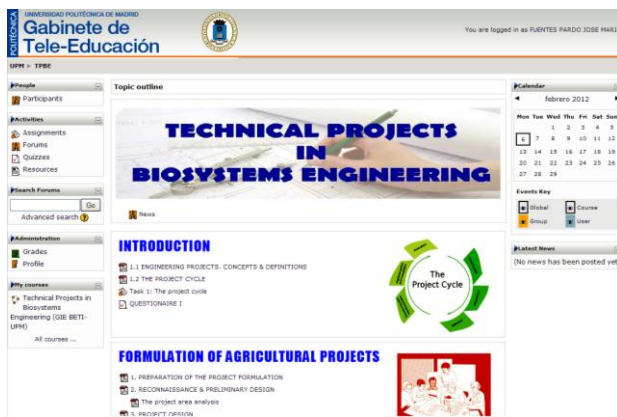 UNIVERSIDAD POLITÉCNICA DE MADRID
POLITÉCNICA
Gabinete de
Tele-Educación
You are logged in as FUENTES PARDO JOSE MARI
UPM ► TPBE
People
Participants
Activities
Assignments
Forums
Quizzes
Resources
Search Forums
Go
Advanced search
Administration
Grades
Profile
My courses
Technical Projects in
Biosystems
Engineering (GIE BETI-
UPM)
All courses ...
Topic outline
TECHNICAL PROJECTS
IN
BIOSYSTEMS ENGINEERING
News
INTRODUCTION
1.1 ENGINEERING PROJECTS. CONCEPTS & DEFINITIONS
1.2 THE PROJECT CYCLE
Task 1: The project cycle
QUESTIONAIRE I
The
Project Cycle
FORMULATION OF AGRICULTURAL PROJECTS
1. PREPARATION OF THE PROJECT FORMULATION
2. RECONNAISSANCE & PRELIMINARY DESIGN
The project area analysis
3. PROJECT DESIGN
Calendar
febrero 2012
Mon Tue Wed Thu Fri Sat Sun
1 2 3 4 5
6 7 8 9 10 11 12
13 14 15 16 17 18 19
20 21 22 23 24 25 26
27 28 29
Events Key
Global Course
Group User
Latest News
(No news has been posted yet